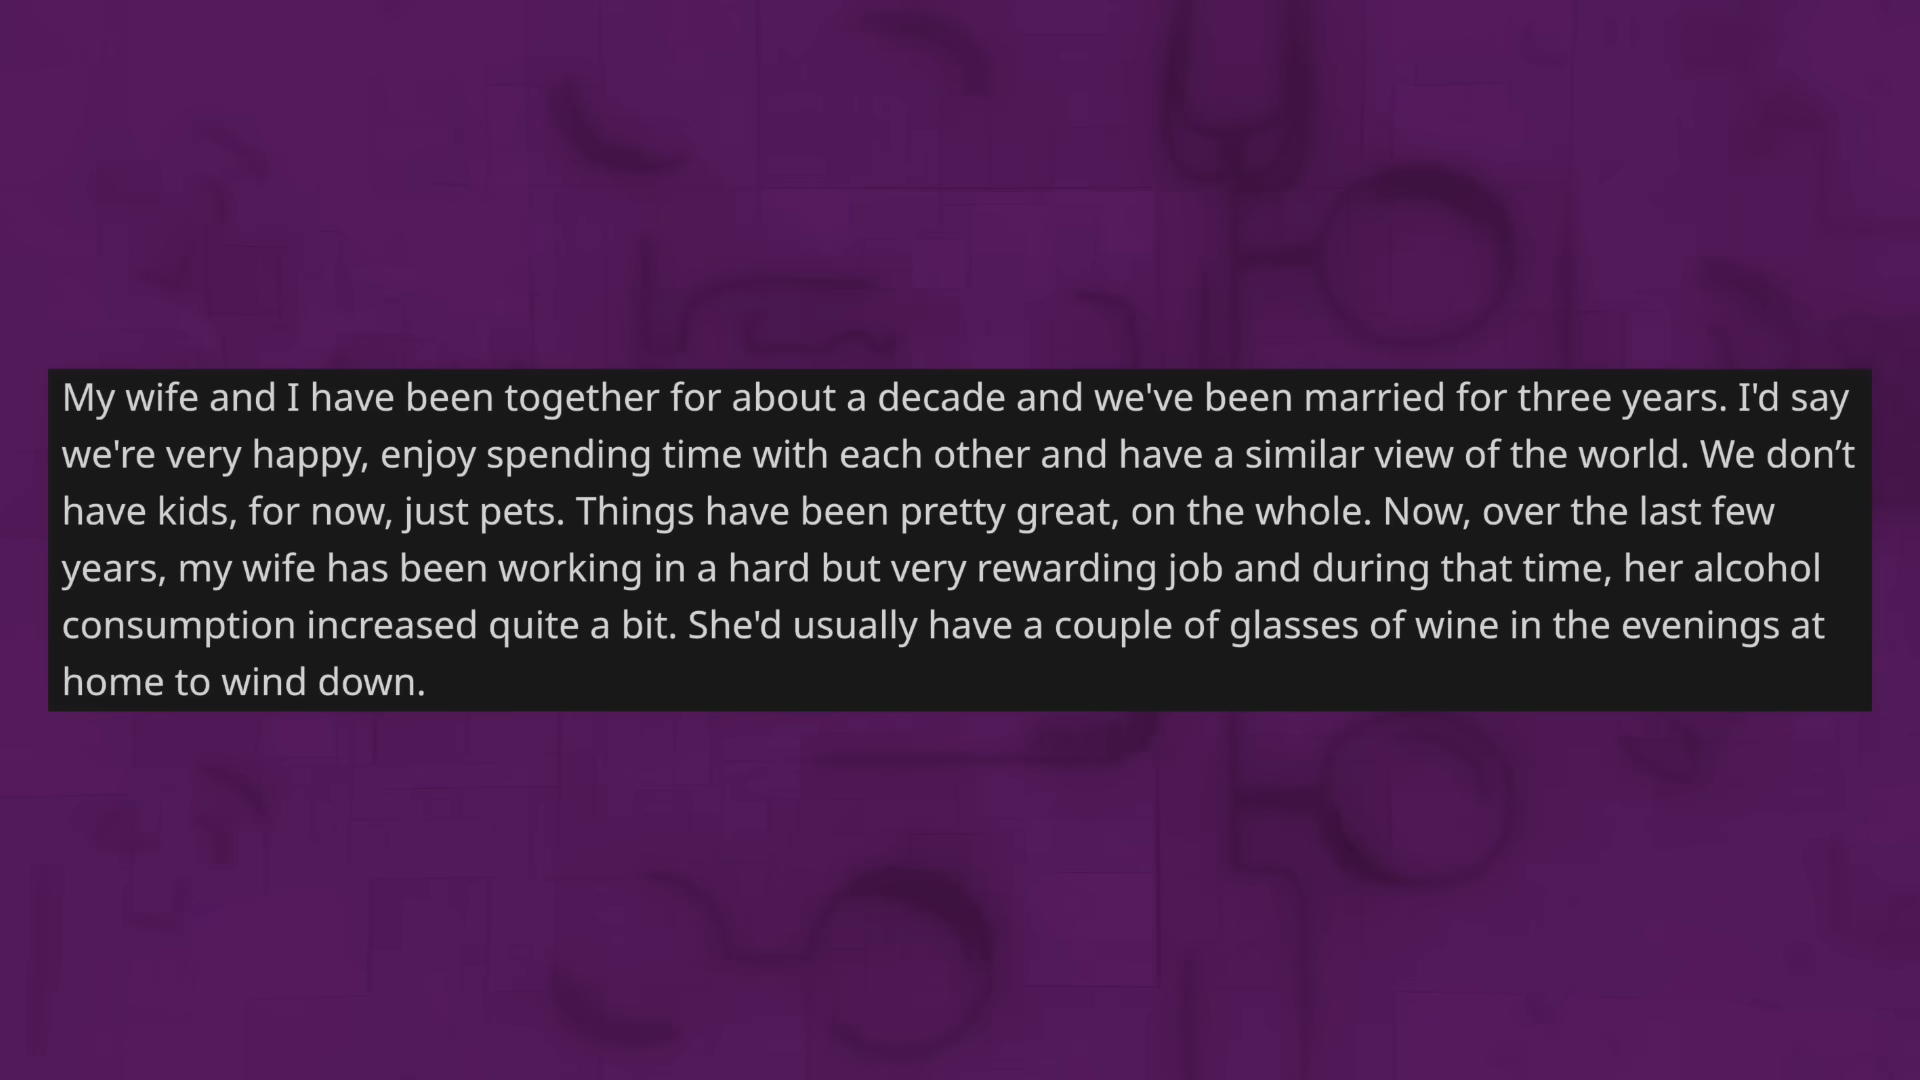 My wife and I have been together for about a decade and we've been married for three years. I'd say
we're very happy, enjoy spending time with each other and have a similar view of the world. We don’t
have kids, for now, just pets. Things have been pretty great, on the whole. Now, over the last few
years, my wife has been working in a hard but very rewarding job and during that time, her alcohol
consumption increased quite a bit. She'd usually have a couple of glasses of wine in the evenings at
home to wind down.